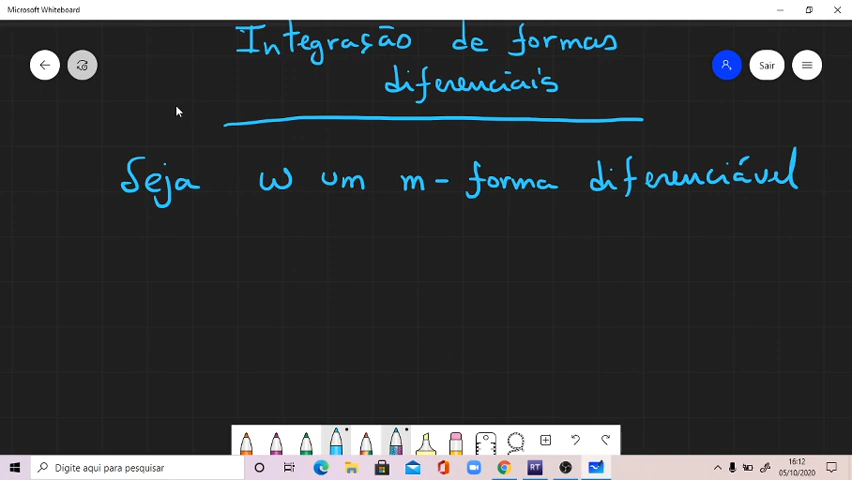 Microsoft Whiteboard
Integração de formas
diferenciais
Sair
Seja ω um m-forma diferenciável
Digite aqui para pesquisar
RT
16:12
05/10/2020